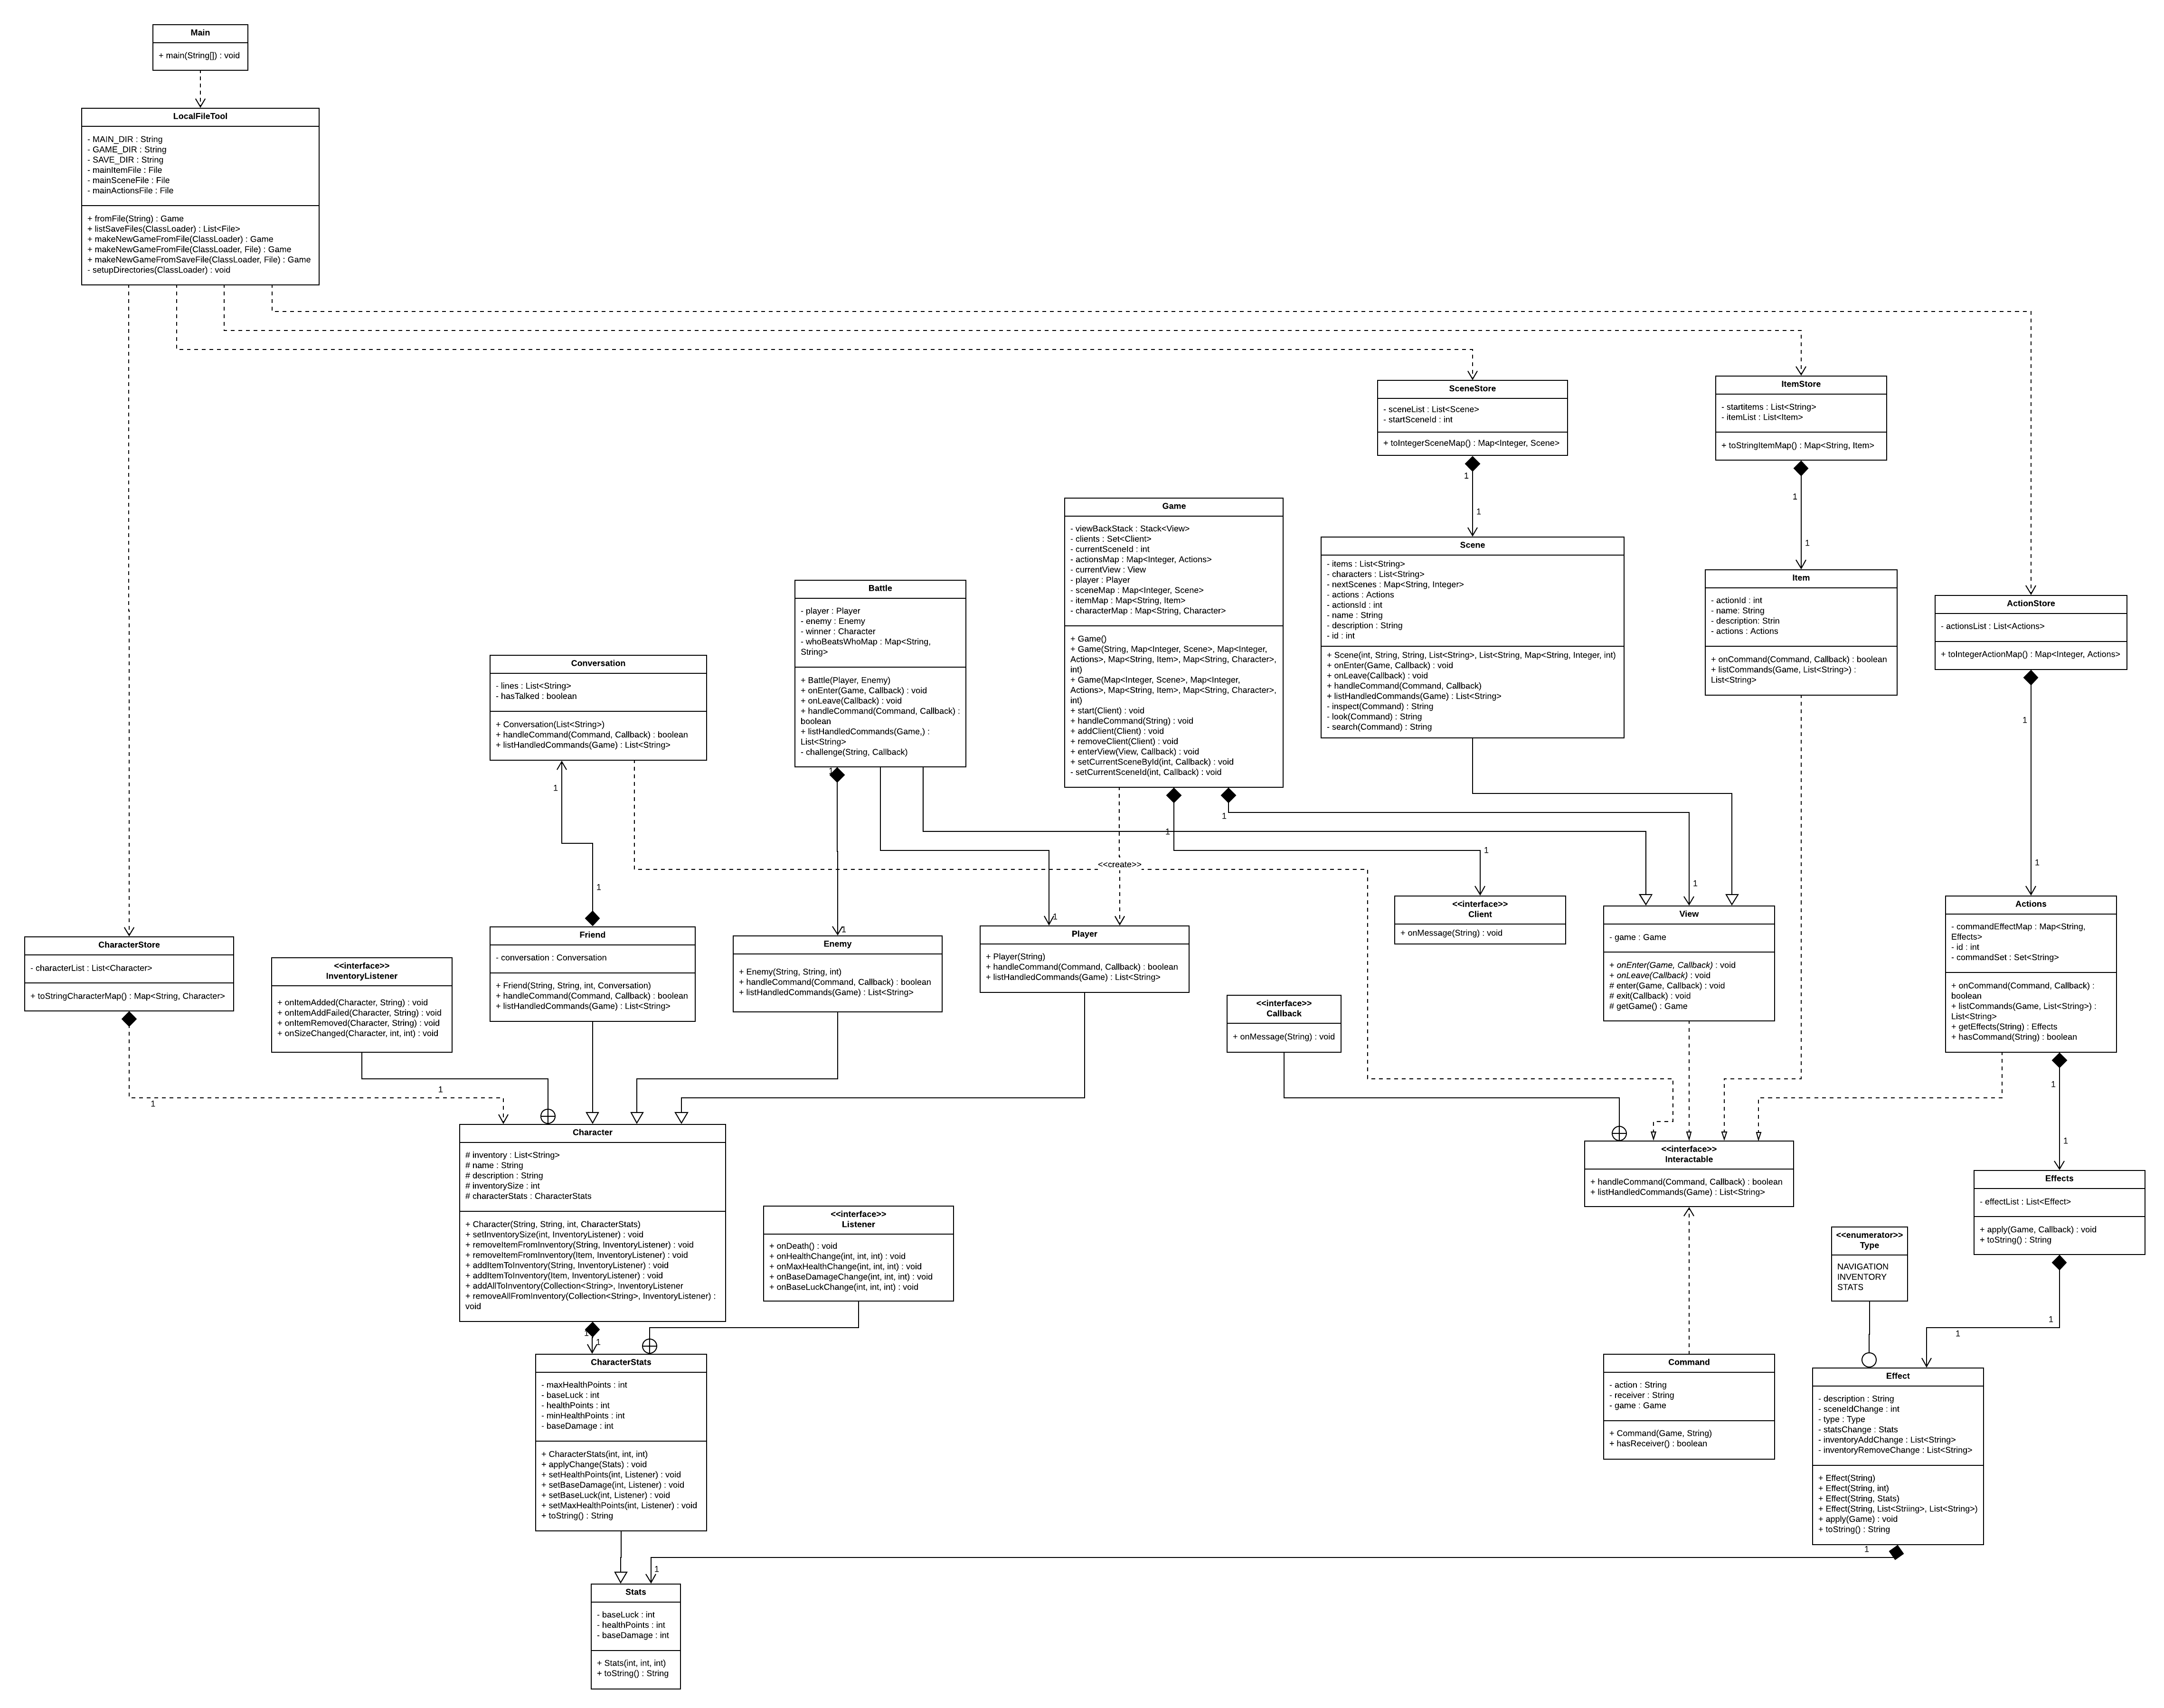 Main
+ main(String[]) : void
LocalFileTool
- MAIN_DIR : String
- GAME_DIR : String
- SAVE_DIR : String
- mainItemFile : File
- mainSceneFile : File
- mainActionsFile : File
+ fromFile(String) : Game
+ listSaveFiles(ClassLoader) : List<File>
+ makeNewGameFromFile(ClassLoader) : Game
+ makeNewGameFromFile(ClassLoader, File) : Game
+ makeNewGameFromSaveFile(ClassLoader, File) : Game
- setupDirectories(ClassLoader) : void
SceneStore
- sceneList : List<Scene>
- startSceneId : int
+ toIntegerSceneMap() : Map<Integer, Scene>
1
1
ItemStore
- startitems : List<String>
- itemList : List<Item>
+ toStringItemMap() : Map<String, Item>
1
1
Game
- viewBackStack : Stack<View>
- clients : Set<Client>
- currentSceneId : int
- actionsMap : Map<Integer, Actions>
- currentView : View
- player : Player
- sceneMap : Map<Integer, Scene>
- itemMap : Map<String, Item>
- characterMap : Map<String, Character>
+ Game()
+ Game(String, Map<Integer, Scene>, Map<Integer,
Actions>, Map<String, Item>, Map<String, Character>,
int)
+ Game(Map<Integer, Scene>, Map<Integer,
Actions>, Map<String, Item>, Map<String, Character>,
int)
+ start(Client) : void
+ handleCommand(String) : void
+ addClient(Client) : void
+ removeClient(Client) : void
+ enterView(View, Callback) : void
+ setCurrentSceneById(int, Callback) : void
- setCurrentSceneId(int, Callback) : void
Scene
- items : List<String>
- characters : List<String>
- nextScenes : Map<String, Integer>
- actions : Actions
- actionsId : int
- name : String
- description : String
- id : int
+ Scene(int, String, String, List<String>, List<String, Map<String, Integer, int)
+ onEnter(Game, Callback) : void
+ onLeave(Callback) : void
+ handleCommand(Command, Callback)
+ listHandledCommands(Game) : List<String>
- inspect(Command) : String
- look(Command) : String
- search(Command) : String
Item
- actionId : int
- name: String
- description: Strin
- actions : Actions
+ onCommand(Command, Callback) : boolean
+ listCommands(Game, List<String>) :
List<String>
ActionStore
- actionsList : List<Actions>
+ toIntegerActionMap() : Map<Integer, Actions>
1
1
Battle
- player : Player
- enemy : Enemy
- winner : Character
- whoBeatsWhoMap : Map<String,
String>
+ Battle(Player, Enemy)
+ onEnter(Game, Callback) : void
+ onLeave(Callback) : void
+ handleCommand(Command, Callback) :
boolean
+ listHandledCommands(Game,) :
List<String>
- challenge(String, Callback)
1
1
1
Conversation
- lines : List<String>
- hasTalked : boolean
+ Conversation(List<String>)
+ handleCommand(Command, Callback) : boolean
+ listHandledCommands(Game) : List<String>
1
1
1
1
1
1
<<create>>
CharacterStore
- characterList : List<Character>
+ toStringCharacterMap() : Map<String, Character>
1
1
<<interface>>
InventoryListener
+ onItemAdded(Character, String) : void
+ onItemAddFailed(Character, String) : void
+ onItemRemoved(Character, String) : void
+ onSizeChanged(Character, int, int) : void
Friend
- conversation : Conversation
+ Friend(String, String, int, Conversation)
+ handleCommand(Command, Callback) : boolean
+ listHandledCommands(Game) : List<String>
Enemy
+ Enemy(String, String, int)
+ handleCommand(Command, Callback) : boolean
+ listHandledCommands(Game) : List<String>
Player
+ Player(String)
+ handleCommand(Command, Callback) : boolean
+ listHandledCommands(Game) : List<String>
<<interface>>
Client
+ onMessage(String) : void
<<interface>>
Callback
+ onMessage(String) : void
View
- game : Game
+ onEnter(Game, Callback) : void
+ onLeave(Callback) : void
# enter(Game, Callback) : void
# exit(Callback) : void
# getGame() : Game
Actions
- commandEffectMap : Map<String,
Effects>
- id : int
- commandSet : Set<String>
+ onCommand(Command, Callback) :
boolean
+ listCommands(Game, List<String>) :
List<String>
+ getEffects(String) : Effects
+ hasCommand(String) : boolean
1
1
Character
# inventory : List<String>
# name : String
# description : String
# inventorySize : int
# characterStats : CharacterStats
+ Character(String, String, int, CharacterStats)
+ setInventorySize(int, InventoryListener) : void
+ removeItemFromInventory(String, InventoryListener) : void
+ removeItemFromInventory(Item, InventoryListener) : void
+ addItemToInventory(String, InventoryListener) : void
+ addItemToInventory(Item, InventoryListener) : void
+ addAllToInventory(Collection<String>, InventoryListener
+ removeAllFromInventory(Collection<String>, InventoryListener) :
void
1
1
<<interface>>
Interactable
+ handleCommand(Command, Callback) : boolean
+ listHandledCommands(Game) : List<String>
Effects
- effectList : List<Effect>
+ apply(Game, Callback) : void
+ toString() : String
1
1
<<interface>>
Listener
+ onDeath() : void
+ onHealthChange(int, int, int) : void
+ onMaxHealthChange(int, int, int) : void
+ onBaseDamageChange(int, int, int) : void
+ onBaseLuckChange(int, int, int) : void
<<enumerator>>
Type
NAVIGATION
INVENTORY
STATS
CharacterStats
- maxHealthPoints : int
- baseLuck : int
- healthPoints : int
- minHealthPoints : int
- baseDamage : int
+ CharacterStats(int, int, int)
+ applyChange(Stats) : void
+ setHealthPoints(int, Listener) : void
+ setBaseDamage(int, Listener) : void
+ setBaseLuck(int, Listener) : void
+ setMaxHealthPoints(int, Listener) : void
+ toString() : String
Command
- action : String
- receiver : String
- game : Game
+ Command(Game, String)
+ hasReceiver() : boolean
Effect
- description : String
- sceneIdChange : int
- type : Type
- statsChange : Stats
- inventoryAddChange : List<String>
- inventoryRemoveChange : List<String>
+ Effect(String)
+ Effect(String, int)
+ Effect(String, Stats)
+ Effect(String, List<Striing>, List<String>)
+ apply(Game) : void
+ toString() : String
1
1
Stats
- baseLuck : int
- healthPoints : int
- baseDamage : int
+ Stats(int, int, int)
+ toString() : String